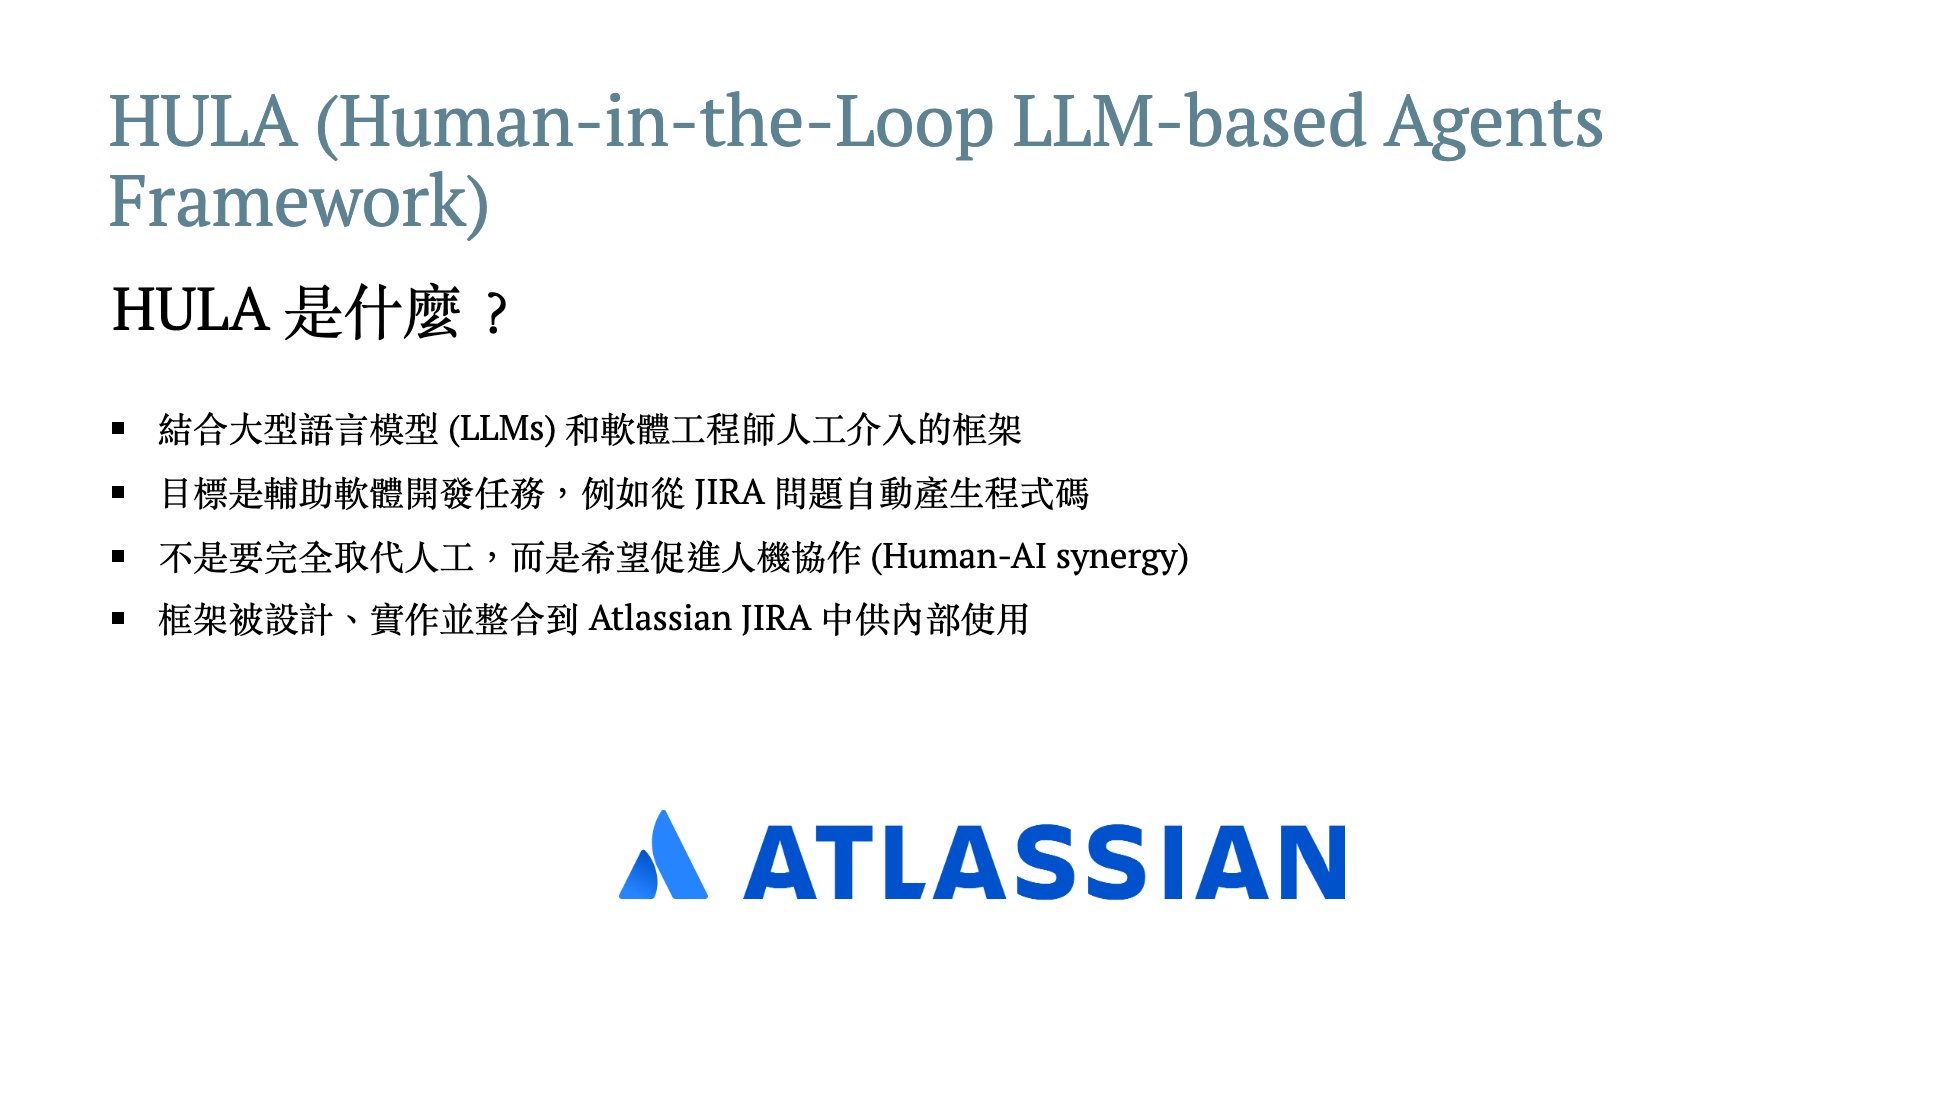 HULA (Human-in-the-Loop LLM-based Agents
Framework)
HULA 是什麼？
▪ 結合大型語言模型 (LLMs) 和軟體工程師人工介入的框架
▪ 目標是輔助軟體開發任務，例如從 JIRA 問題自動產生程式碼
▪ 不是要完全取代人工，而是希望促進人機協作 (Human-AI synergy)
▪ 框架被設計、實作並整合到 Atlassian JIRA 中供內部使用
ATLASSIAN